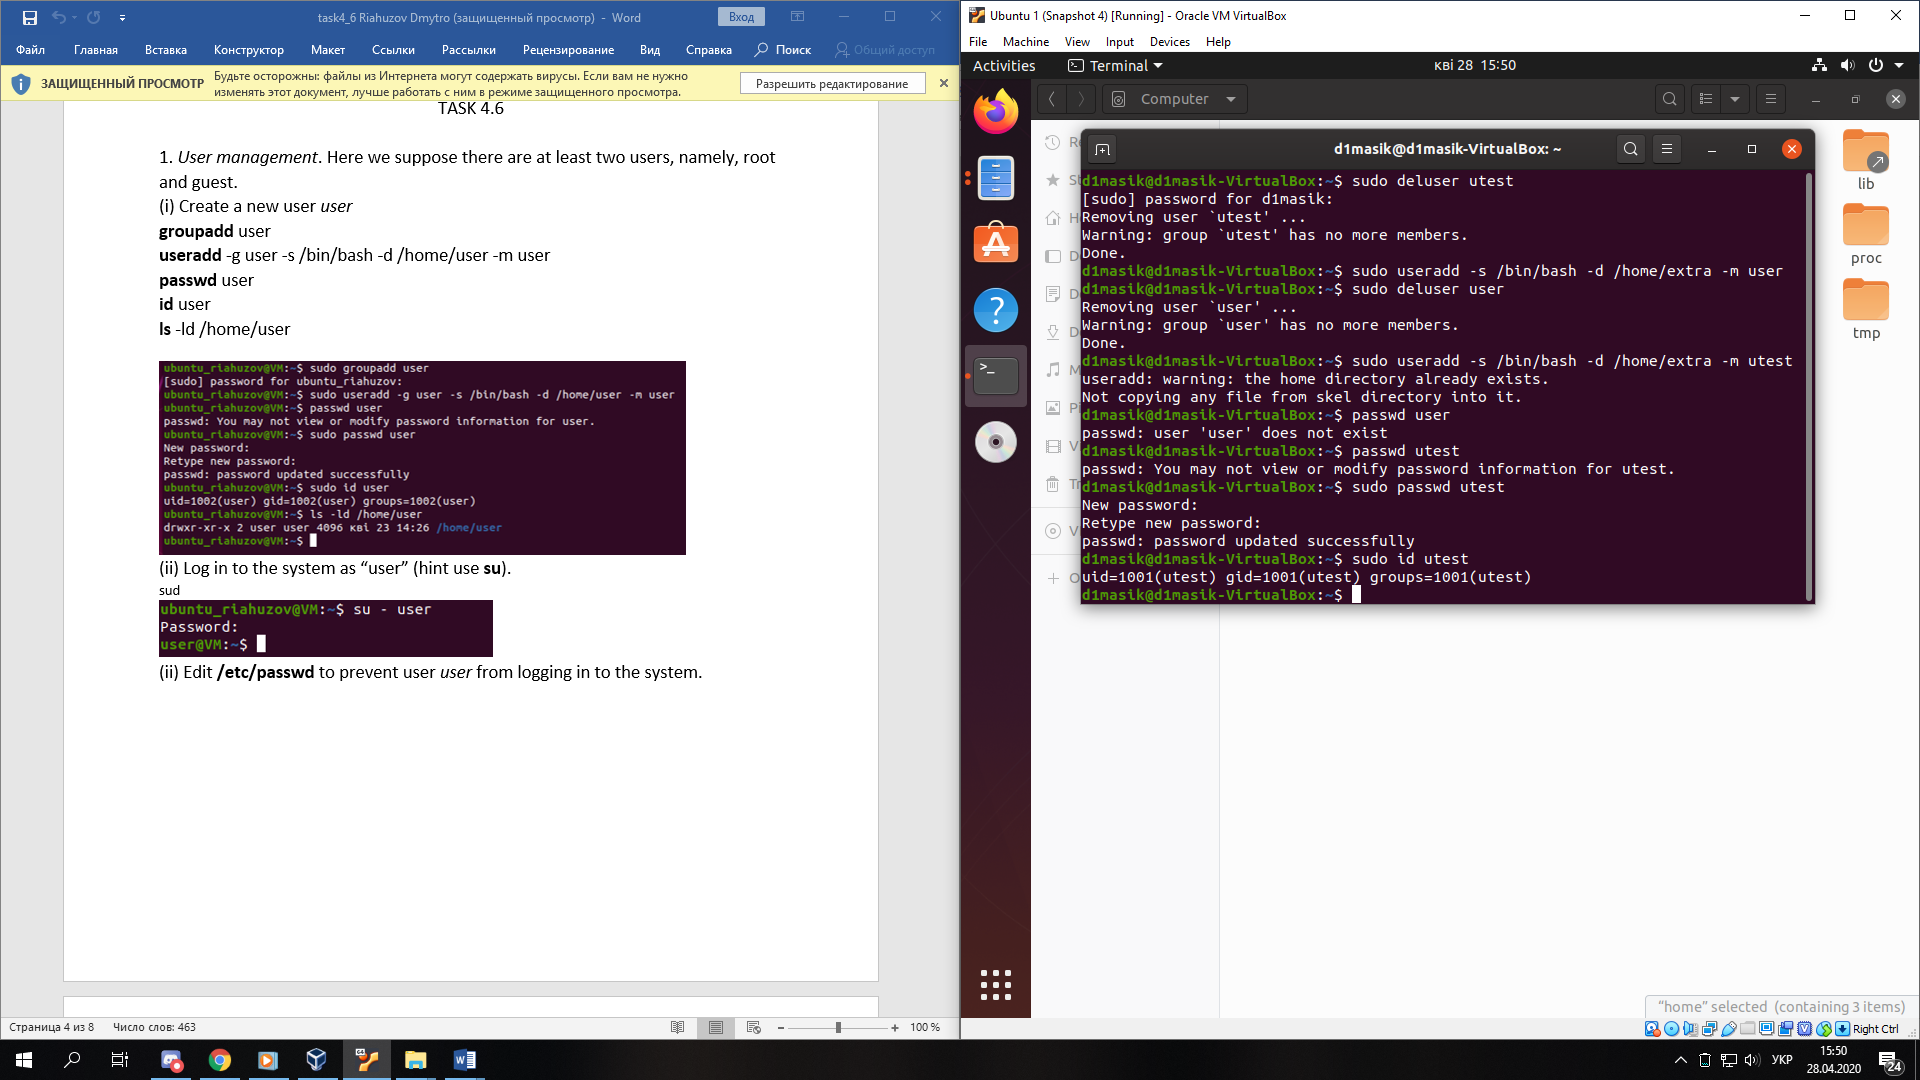 task4_6 Riahuzov Dmytro (защищенный просмотр) - Word
Вход
Файл Главная Вставка Конструктор Макет Ссылки Рассылки Рецензирование Вид Справка Поиск Общий доступ
ЗАЩИЩЕННЫЙ ПРОСМОТР Будьте осторожны: файлы из Интернета могут содержать вирусы. Если вам не нужно
изменять этот документ, лучше работать с ним в режиме защищенного просмотра.
Разрешить редактирование
TASK 4.6
1. User management. Here we suppose there are at least two users, namely, root
and guest.
(i) Create a new user user
groupadd user
useradd -g user -s /bin/bash -d /home/user -m user
passwd user
id user
ls -ld /home/user
ubuntu_riahuzov@VM:~$ sudo groupadd user
[sudo] password for ubuntu_riahuzov:
ubuntu_riahuzov@VM:~$ sudo useradd -g user -s /bin/bash -d /home/user -m user
ubuntu_riahuzov@VM:~$ passwd user
passwd: You may not view or modify password information for user.
ubuntu_riahuzov@VM:~$ sudo passwd user
New password:
Retype new password:
passwd: password updated successfully
ubuntu_riahuzov@VM:~$ sudo id user
uid=1002(user) gid=1002(user) groups=1002(user)
ubuntu_riahuzov@VM:~$ ls -ld /home/user
drwxr-xr-x 2 user user 4096 кві 23 14:26 /home/user
ubuntu_riahuzov@VM:~$
(ii) Log in to the system as “user” (hint use su).
sud
ubuntu_riahuzov@VM:~$ su - user
Password:
user@VM:~$
(ii) Edit /etc/passwd to prevent user user from logging in to the system.
Страница 4 из 8 Число слов: 463
100 %
Ubuntu 1 (Snapshot 4) [Running] - Oracle VM VirtualBox
File Machine View Input Devices Help
Activities Terminal кві 28 15:50
Computer
d1masik@d1masik-VirtualBox: ~
d1masik@d1masik-VirtualBox:~$ sudo deluser utest
[sudo] password for d1masik:
Removing user `utest' ...
Warning: group `utest' has no more members.
Done.
d1masik@d1masik-VirtualBox:~$ sudo useradd -s /bin/bash -d /home/extra -m user
d1masik@d1masik-VirtualBox:~$ sudo deluser user
Removing user `user' ...
Warning: group `user' has no more members.
Done.
d1masik@d1masik-VirtualBox:~$ sudo useradd -s /bin/bash -d /home/extra -m utest
useradd: warning: the home directory already exists.
Not copying any file from skel directory into it.
d1masik@d1masik-VirtualBox:~$ passwd user
passwd: user 'user' does not exist
d1masik@d1masik-VirtualBox:~$ passwd utest
passwd: You may not view or modify password information for utest.
d1masik@d1masik-VirtualBox:~$ sudo passwd utest
New password:
Retype new password:
passwd: password updated successfully
d1masik@d1masik-VirtualBox:~$ sudo id utest
uid=1001(utest) gid=1001(utest) groups=1001(utest)
d1masik@d1masik-VirtualBox:~$
lib
proc
tmp
“home” selected (containing 3 items)
Right Ctrl
УКР
15:50
28.04.2020
24